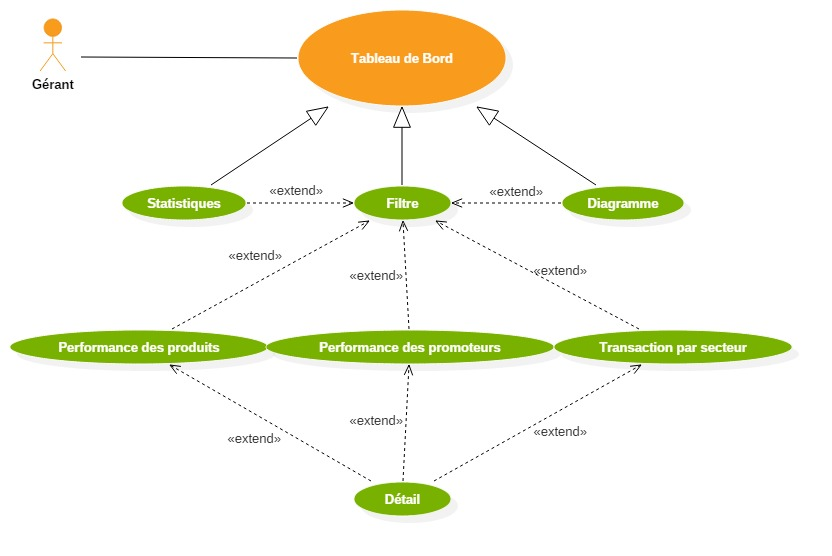 Tableau de Bord
Gérant
Statistiques
«extend»
Filtre
«extend»
Diagramme
«extend»
«extend»
«extend»
Performance des produits
Performance des promoteurs
Transaction par secteur
«extend»
«extend»
«extend»
Détail